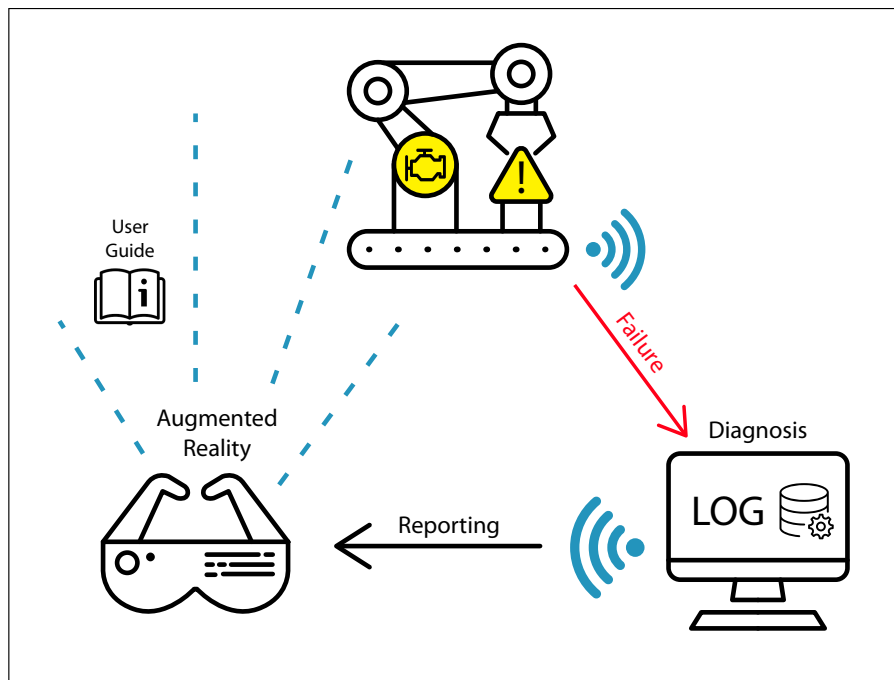 User
Guide
i
!
Failure
Augmented
Reality
Diagnosis
LOG
Reporting